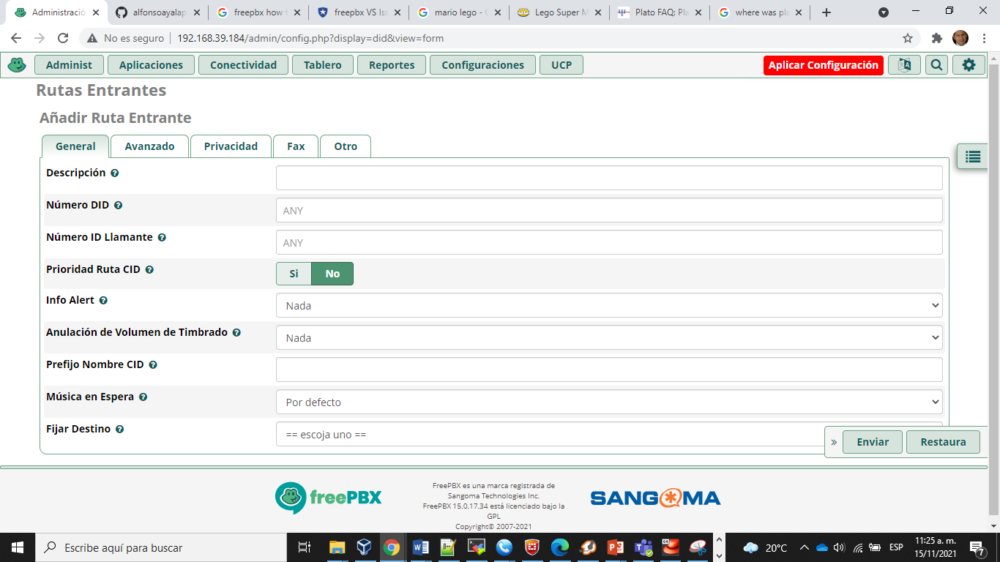 Administració
alfonsoayalap
freepbx how t
freepbx VS Iss
mario lego - G
Lego Super M
Plato FAQ: Pla
where was pla
No es seguro
192.168.39.184/admin/config.php?display=did&view=form
Administ
Aplicaciones
Conectividad
Tablero
Reportes
Configuraciones
UCP
Aplicar Configuración
Rutas Entrantes
Añadir Ruta Entrante
General
Avanzado
Privacidad
Fax
Otro
Descripción
Número DID
ANY
Número ID Llamante
ANY
Prioridad Ruta CID
Si
No
Info Alert
Nada
Anulación de Volumen de Timbrado
Nada
Prefijo Nombre CID
Música en Espera
Por defecto
Fijar Destino
== escoja uno ==
»
Enviar
Restaura
freePBX
FreePBX es una marca registrada de
Sangoma Technologies Inc.
FreePBX 15.0.17.34 está licenciado bajo la
GPL
Copyright© 2007-2021
SANGOMA
Escribe aquí para buscar
20°C
ESP
11:25 a. m.
15/11/2021
7